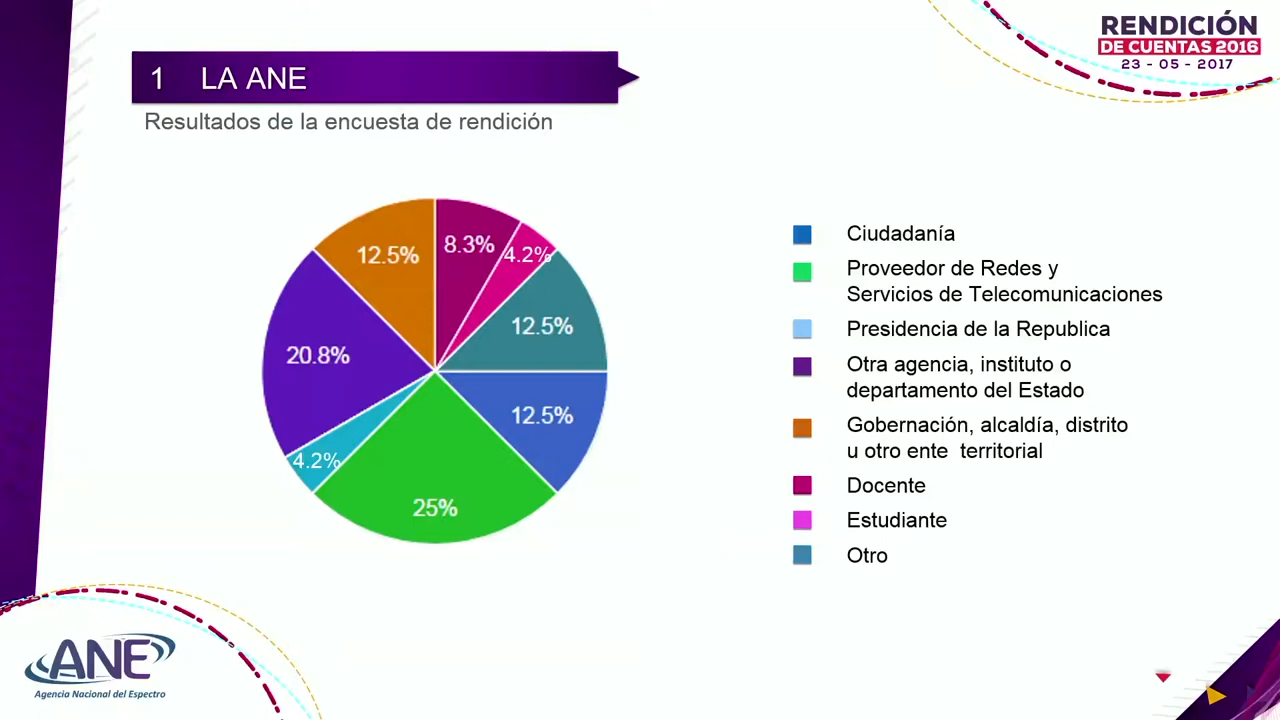 RENDICIÓN
DE CUENTAS 2016
23 - 05 - 2017
1 LA ANE
Resultados de la encuesta de rendición
12.5%
8.3%
4.2%
12.5%
20.8%
12.5%
4.2%
25%
Ciudadanía
Proveedor de Redes y
Servicios de Telecomunicaciones
Presidencia de la Republica
Otra agencia, instituto o
departamento del Estado
Gobernación, alcaldía, distrito
u otro ente territorial
Docente
Estudiante
Otro
ANE
Agencia Nacional del Espectro